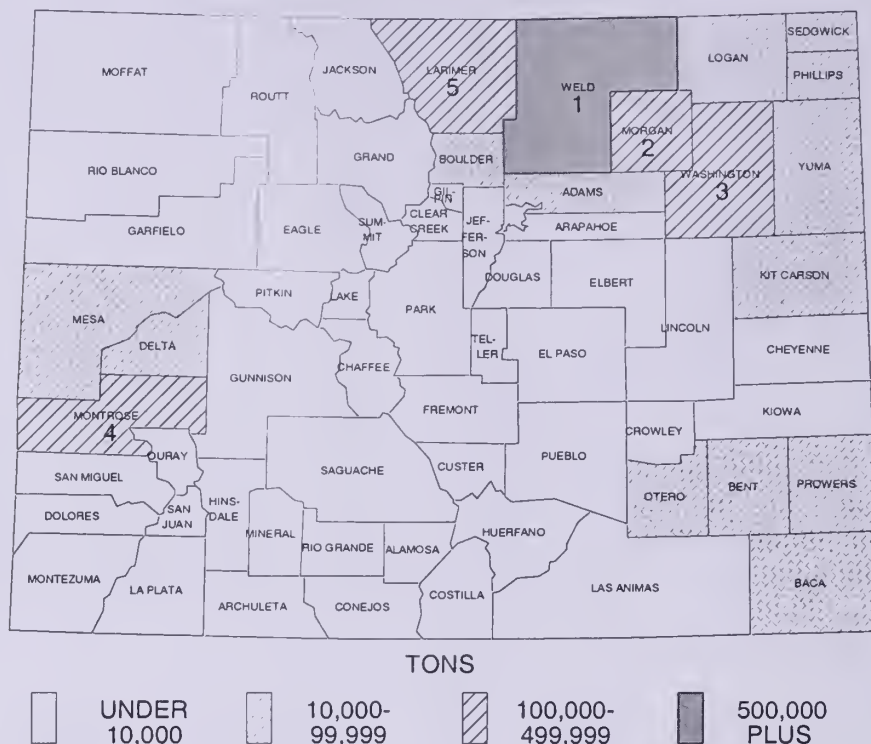 SEDGWICK
MOFFAT
JACKSON
LARIMER
5
WELD
1
LOGAN
PHILLIPS
ROUTT
MORGAN
2
RIO BLANCO
GRAND
BOULDER
WASHINGTON
3
YUMA
GIL-
PIN
ADAMS
GARFIELO
EAGLE
SUM-
MIT
CLEAR
CREEK
JEF-
FER-
SON
ARAPAHOE
DOUGLAS
ELBERT
KIT CARSON
PITKIN
LAKE
PARK
LINCOLN
MESA
DELTA
TEL-
LER
EL PASO
CHEYENNE
GUNNISON
CHAFFEE
FREMONT
KIOWA
MONTROSE
4
CROWLEY
OURAY
SAGUACHE
CUSTER
PUEBLO
SAN MIGUEL
OTERO
BENT
PROWERS
DOLORES
SAN
JUAN
HINS-
DALE
MINERAL
RIO GRANDE
ALAMOSA
HUERFANO
MONTEZUMA
LA PLATA
ARCHULETA
CONEJOS
COSTILLA
LAS ANIMAS
BACA
TONS
UNDER
10,000
10,000-
99,999
100,000-
499,999
500,000
PLUS